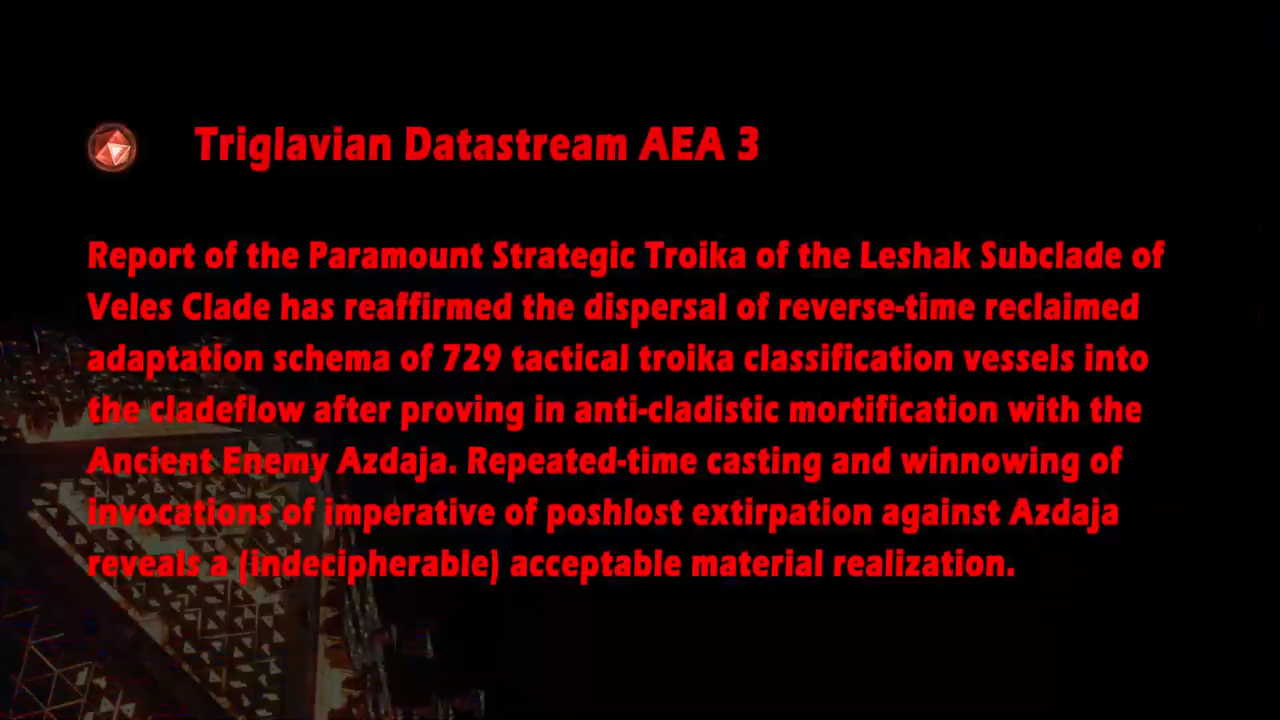 Triglavian Datastream AEA 3
Report of the Paramount Strategic Troika of the Leshak Subclade of
Veles Clade has reaffirmed the dispersal of reverse-time reclaimed
adaptation schema of 729 tactical troika classification vessels into
the cladeflow after proving in anti-cladistic mortification with the
Ancient Enemy Azdaja. Repeated-time casting and winnowing of
invocations of imperative of poshlost extirpation against Azdaja
reveals a (indecipherable) acceptable material realization.